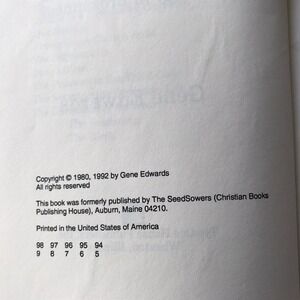 Copyright © 1980, 1992 by Gene Edwards
All rights reserved
This book was formerly published by The SeedSowers (Christian Books
Publishing House), Auburn, Maine 04210.
Printed in the United States of America
98 97 96 95 94
9 8 7 6 5